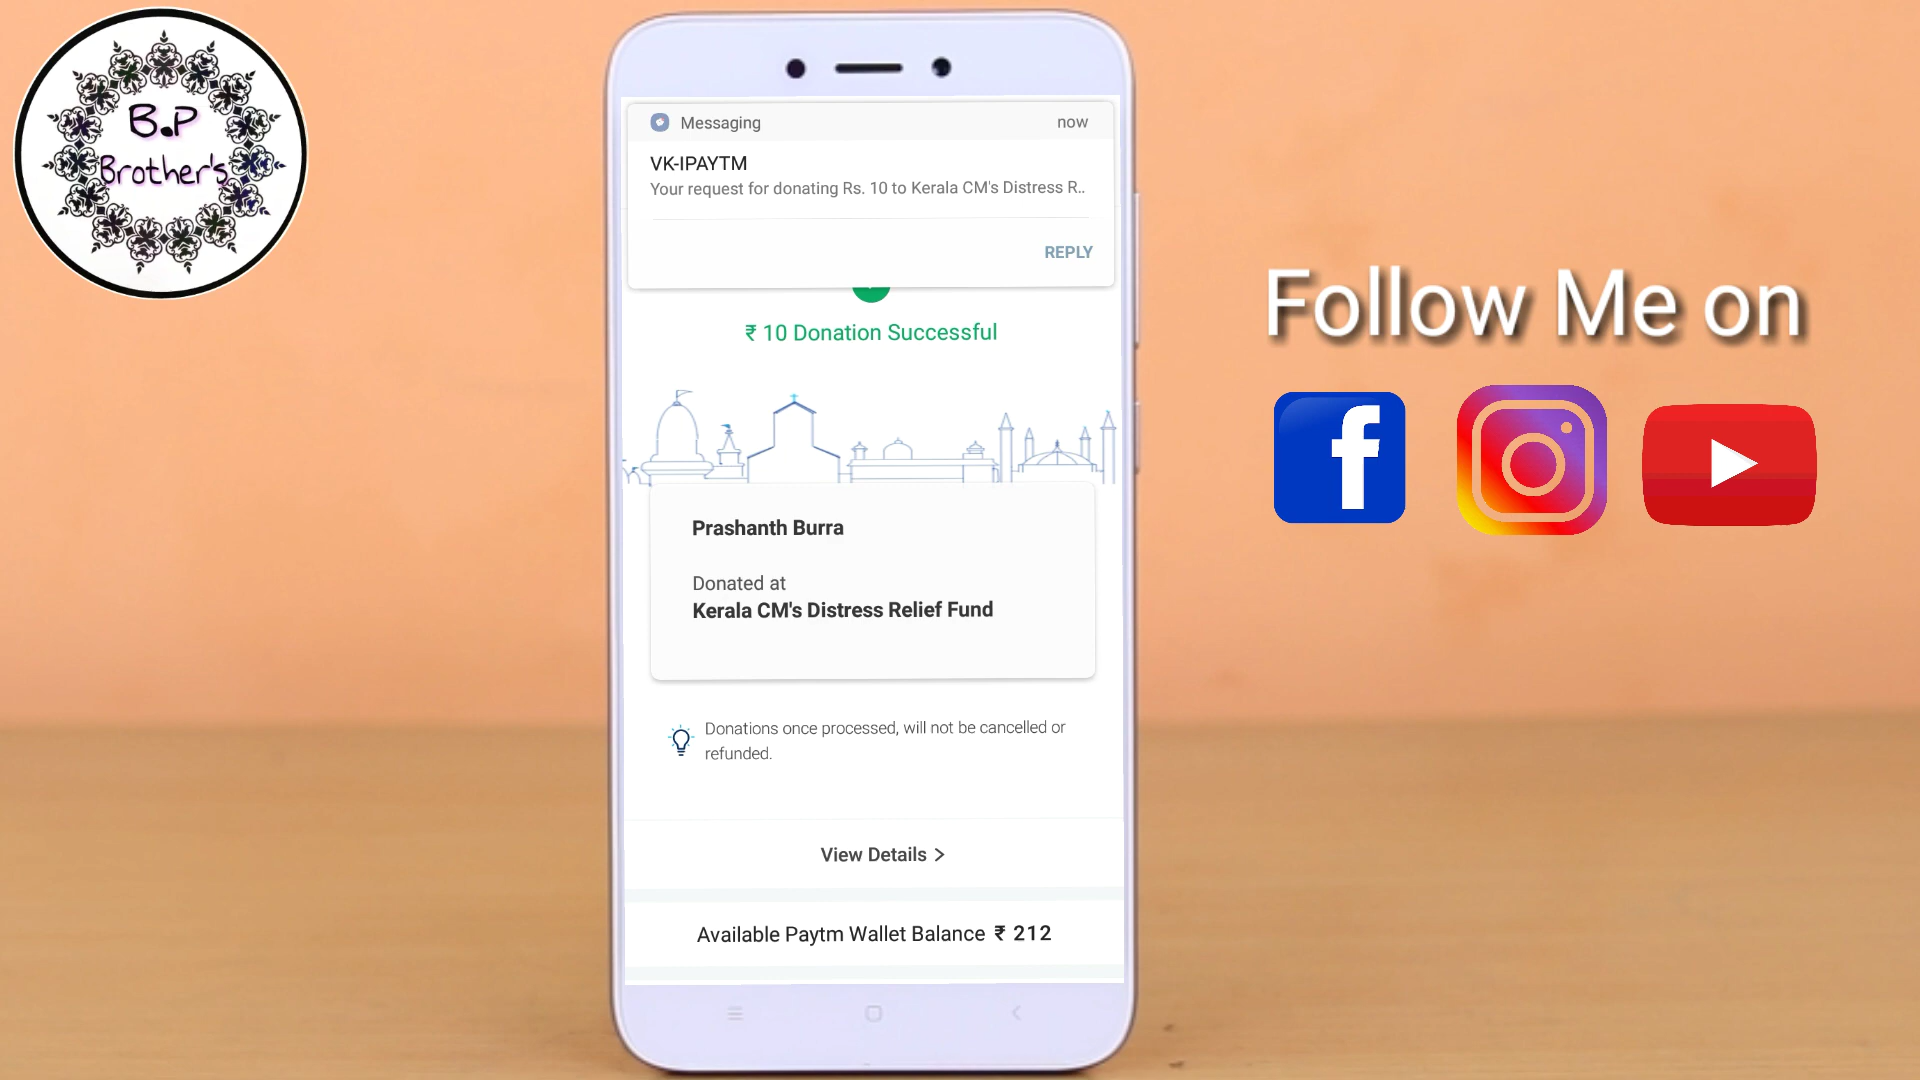 B.P
Brother's
Messaging
now
VK-IPAYTM
Your request for donating Rs. 10 to Kerala CM's Distress R..
REPLY
₹ 10 Donation Successful
Prashanth Burra
Donated at
Kerala CM's Distress Relief Fund
Donations once processed, will not be cancelled or
refunded.
View Details >
Available Paytm Wallet Balance ₹ 212
Follow Me on
f